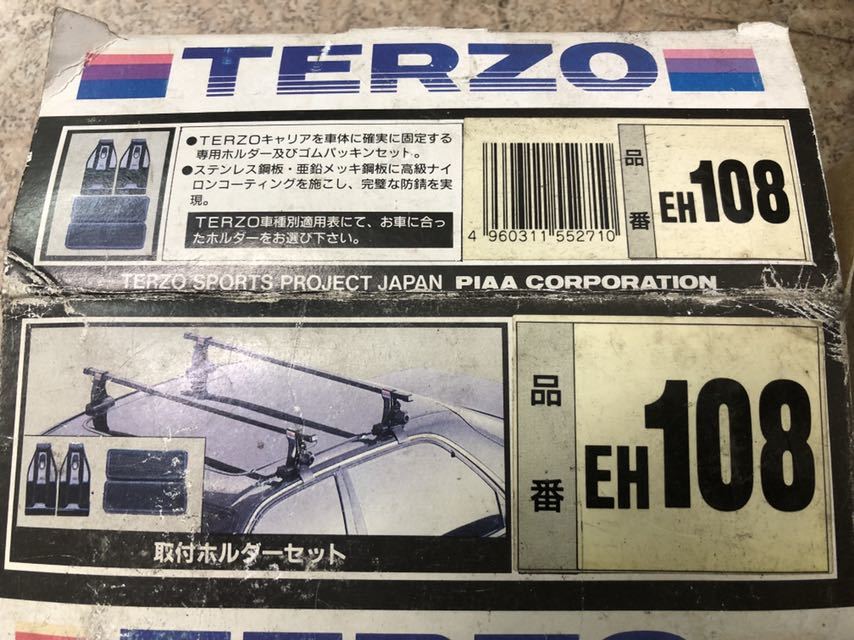 TERZO
●TERZOキャリアを車体に確実に固定する
専用ホルダー及びゴムパッキンセット。
●ステンレス鋼板・亜鉛メッキ鋼板に高級ナイ
ロンコーティングを施こし、完璧な防錆を実
現。
TERZO車種別適用表にて、お車に合っ
たホルダーをお選び下さい。
4 960311 552710
品番
EH108
TERZO SPORTS PROJECT JAPAN PIAA CORPORATION
取付ホルダーセット
品番
EH108
TERZO